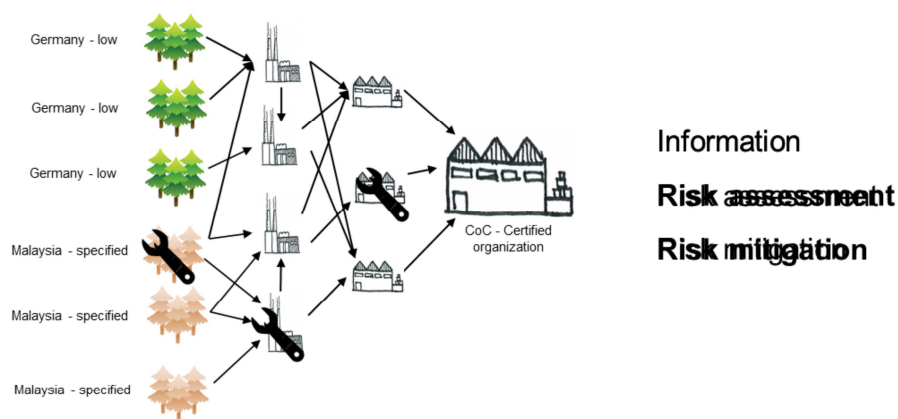 Germany - low
Germany - low
Germany - low
Malaysia - specified
Malaysia - specified
Malaysia - specified
CoC - Certified
organization
Information
Risk assessment
Risk mitigation